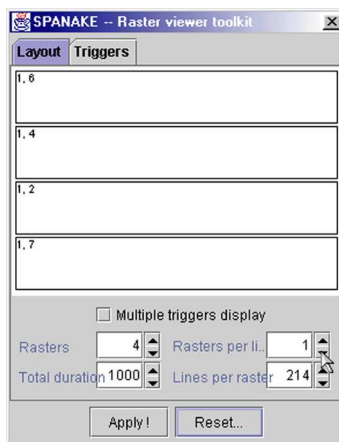 SPANAKE -- Raster viewer toolkit
Layout Triggers
1, 6
1, 4
1, 2
1, 7
Multiple triggers display
Rasters 4 Rasters per li.. 1
Total duration 1000 Lines per raster 214
Apply! Reset...